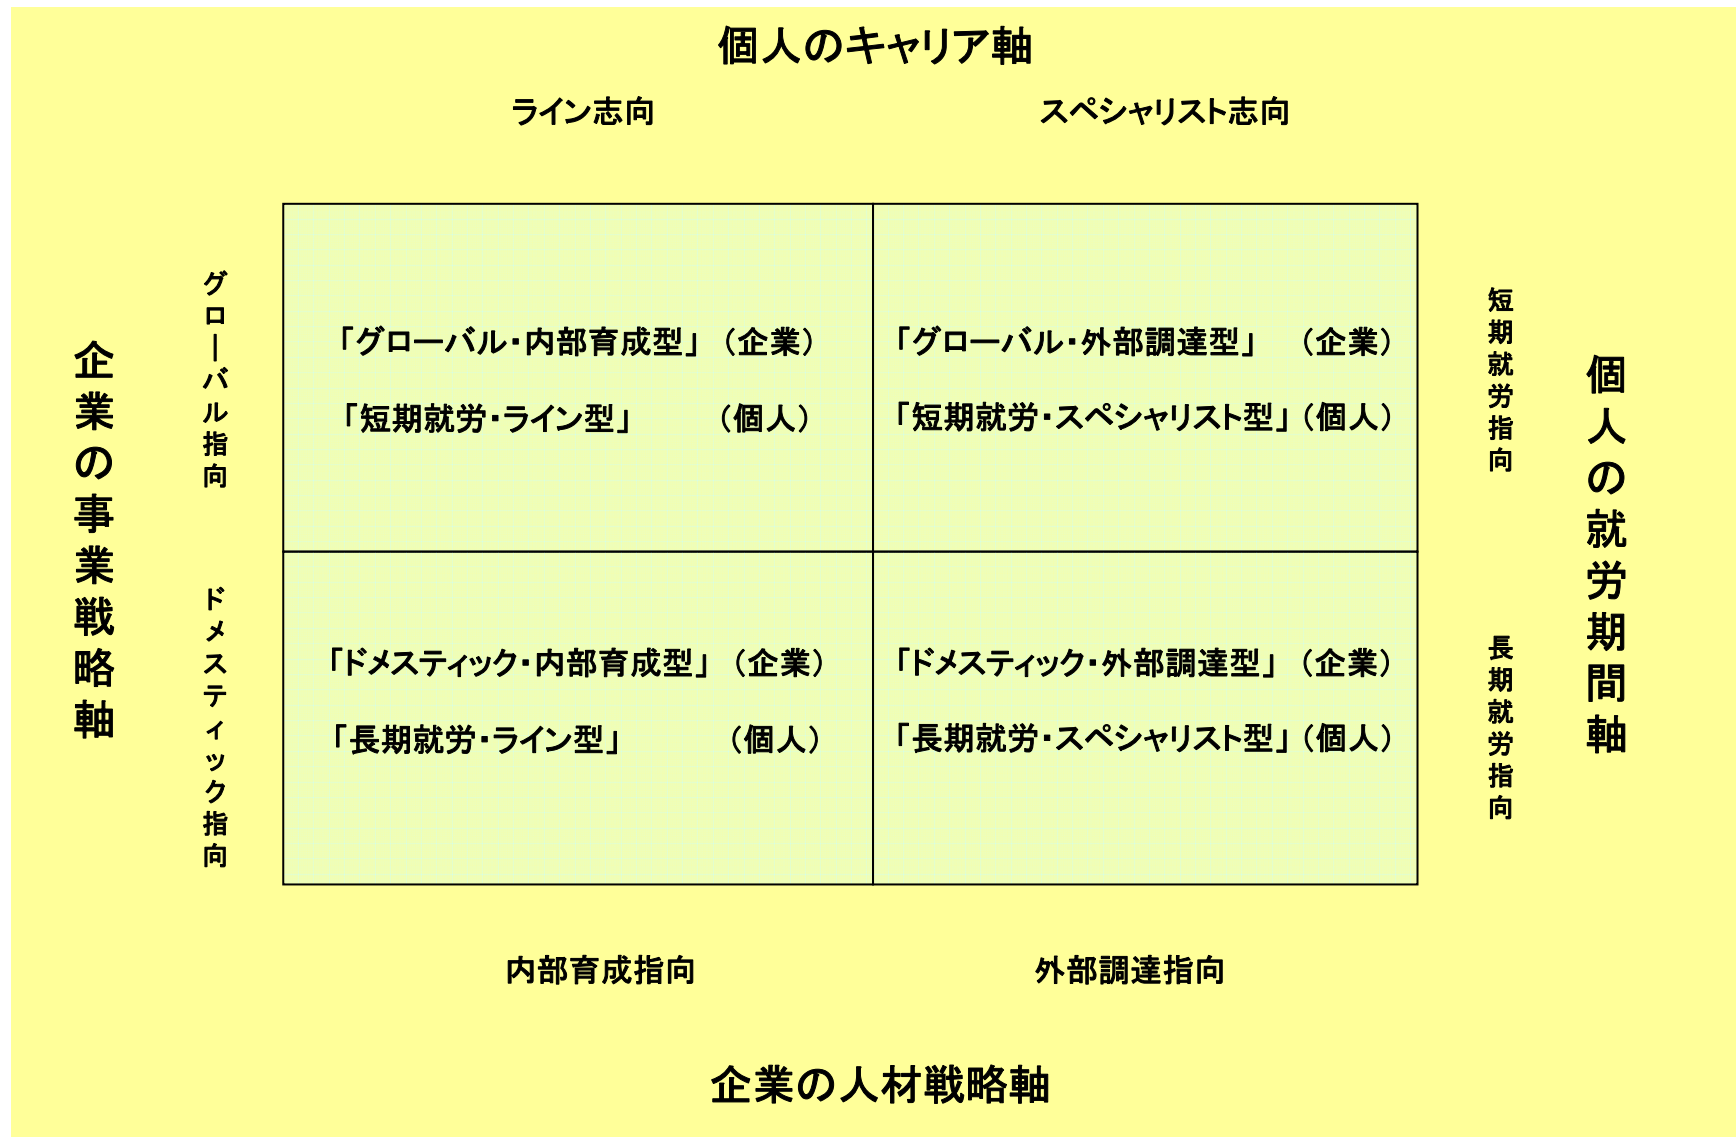 個人のキャリア軸
ライン志向
スペシャリスト志向
企業の事業戦略軸
グローバル指向
ドメスティック指向
「グローバル・内部育成型」（企業）
「短期就労・ライン型」（個人）
「グローバル・外部調達型」（企業）
「短期就労・スペシャリスト型」（個人）
「ドメスティック・内部育成型」（企業）
「長期就労・ライン型」（個人）
「ドメスティック・外部調達型」（企業）
「長期就労・スペシャリスト型」（個人）
短期就労指向
長期就労指向
個人の就労期間軸
内部育成指向
外部調達指向
企業の人材戦略軸